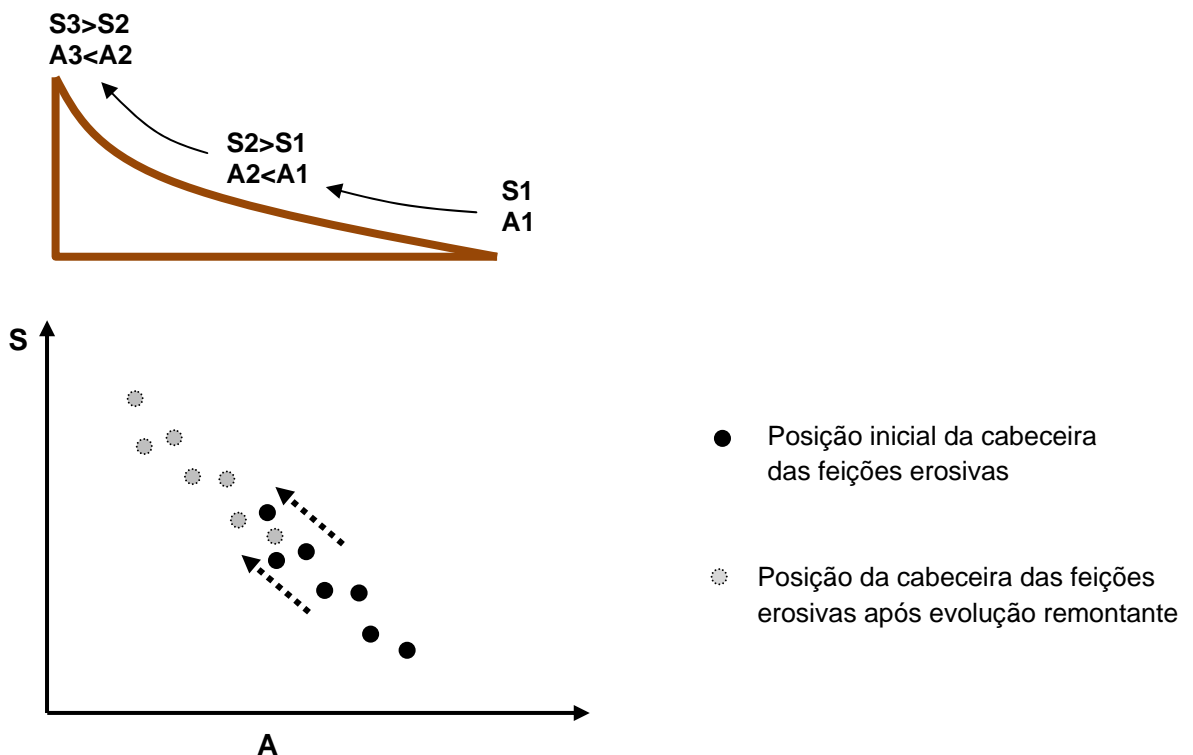 S3>S2
A3<A2
S2>S1
A2<A1
S1
A1
S
A
Posição inicial da cabeceira
das feições erosivas
Posição da cabeceira das feições
erosivas após evolução remontante